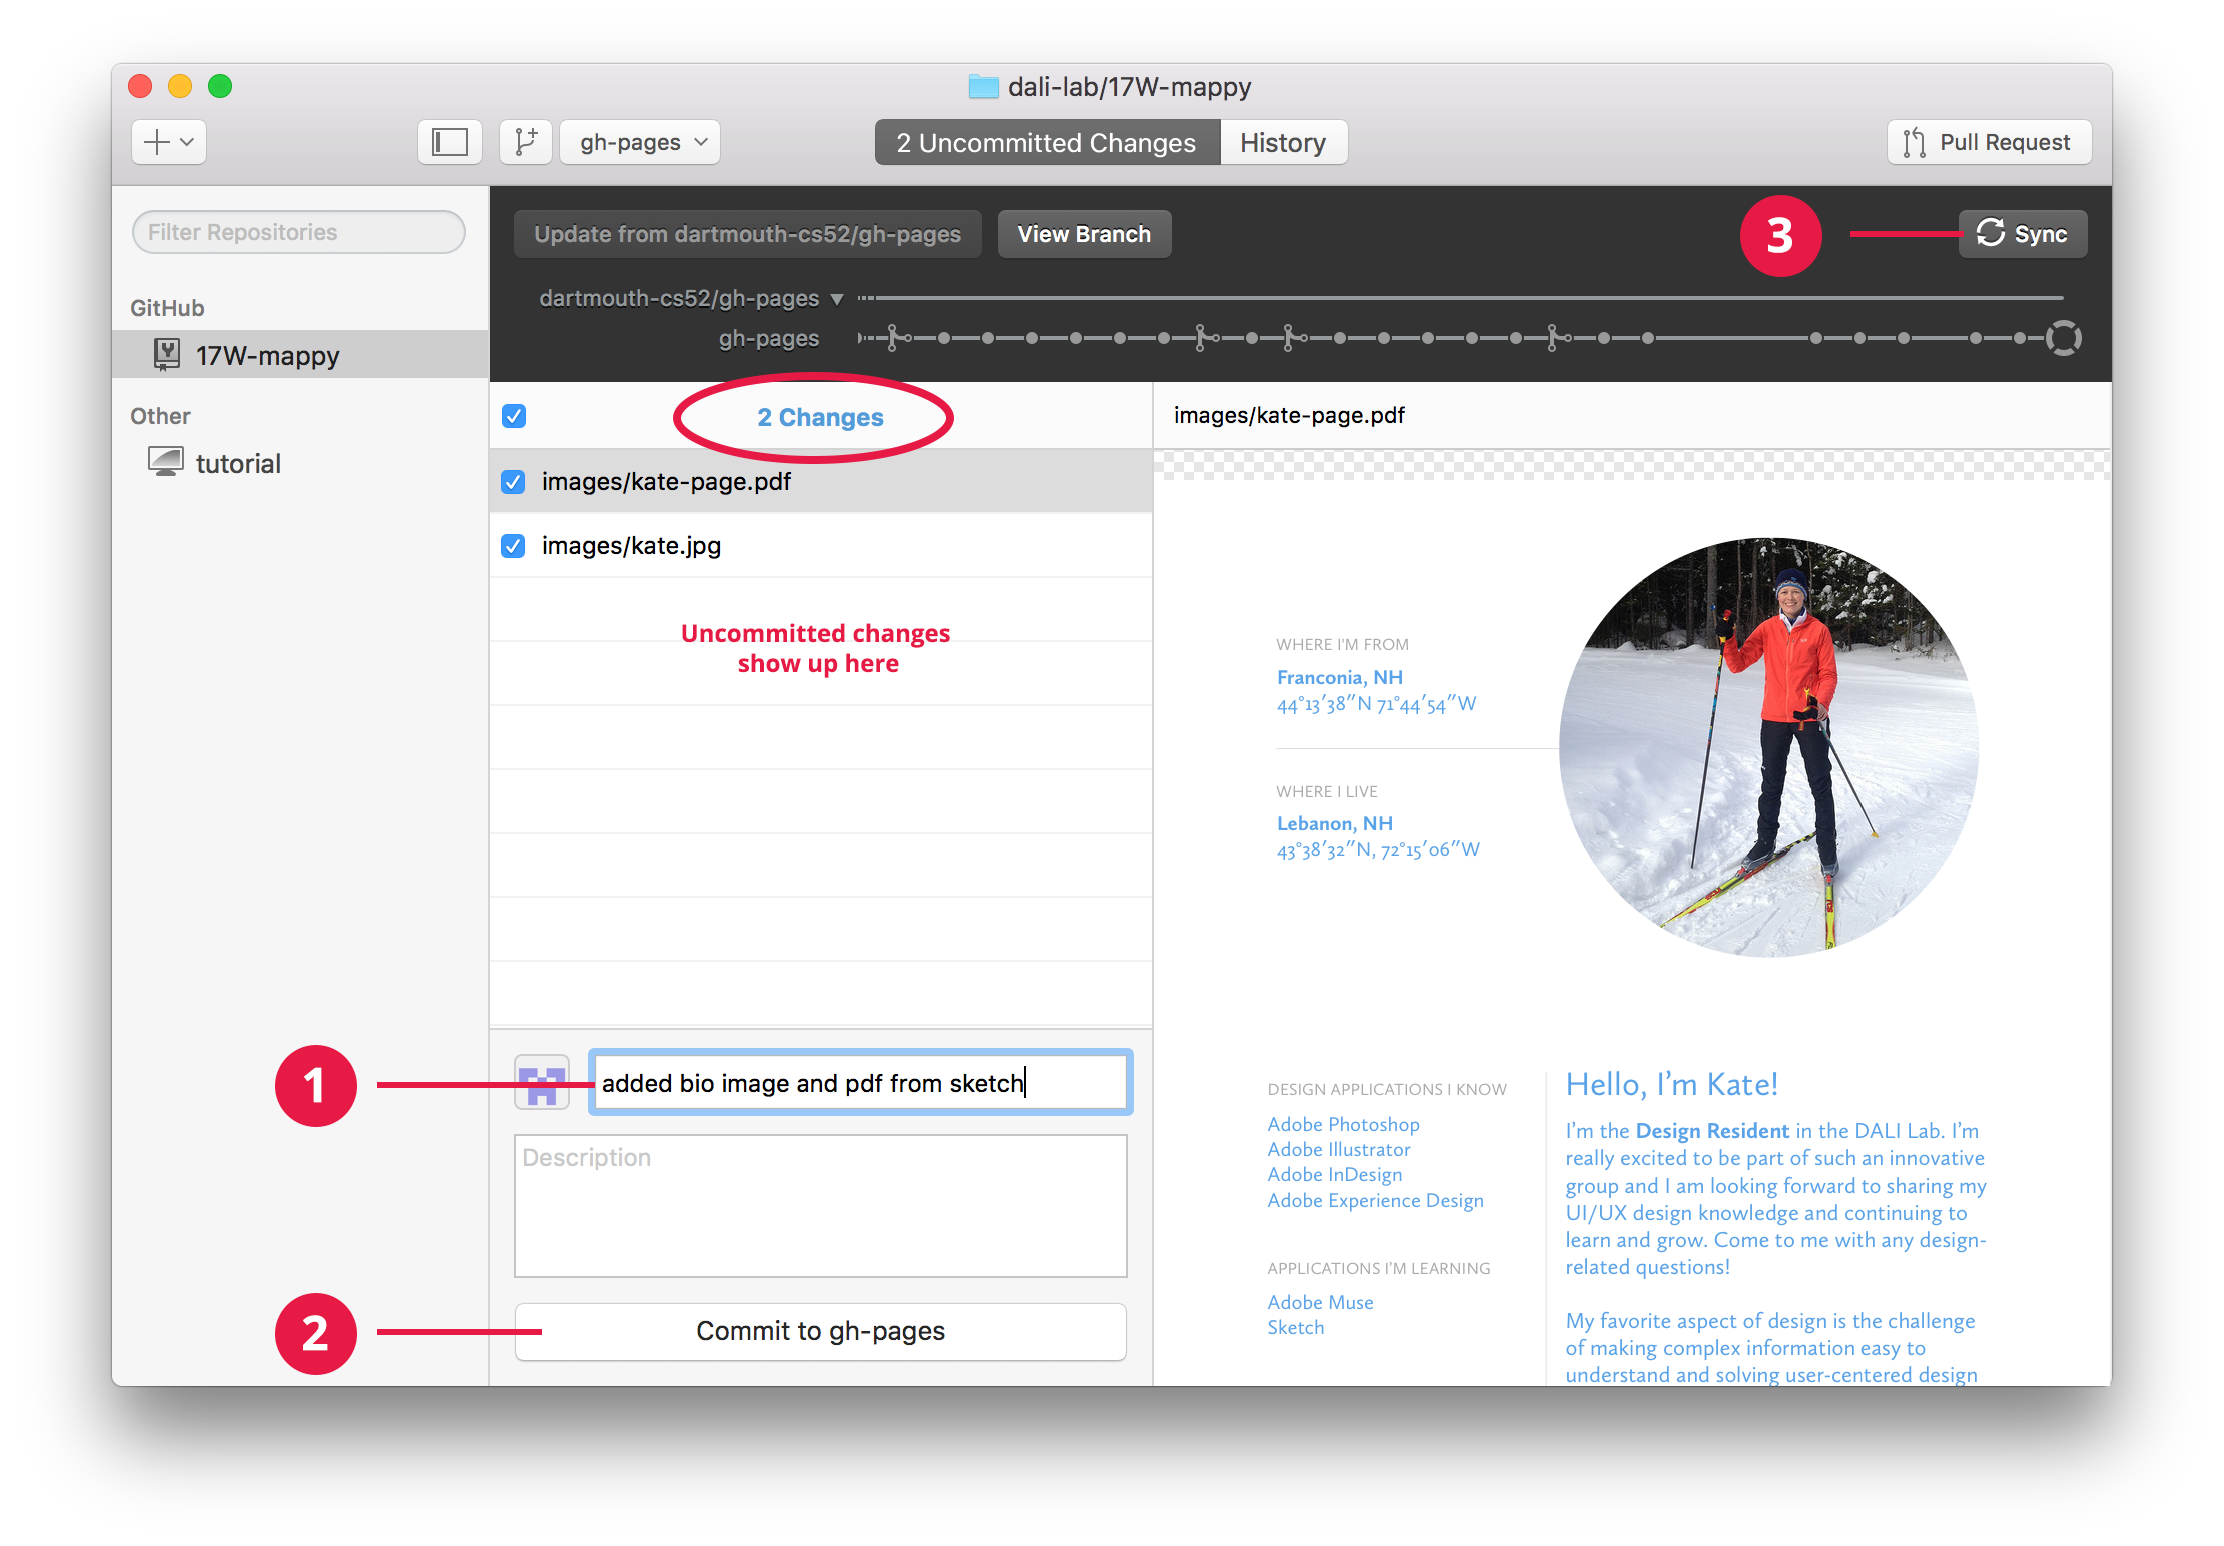 dali-lab/17W-mappy
gh-pages
2 Uncommitted Changes
History
Pull Request
Filter Repositories
GitHub
17W-mappy
Other
tutorial
Update from dartmouth-cs52/gh-pages
View Branch
3
Sync
dartmouth-cs52/gh-pages
gh-pages
2 Changes
images/kate-page.pdf
images/kate.jpg
Uncommitted changes
show up here
1
added bio image and pdf from sketch
Description
2
Commit to gh-pages
images/kate-page.pdf
WHERE I'M FROM
Franconia, NH
44°13′38″N 71°44′54″W
WHERE I LIVE
Lebanon, NH
43°38′32″N, 72°15′06″W
DESIGN APPLICATIONS I KNOW
Adobe Photoshop
Adobe Illustrator
Adobe InDesign
Adobe Experience Design
APPLICATIONS I’M LEARNING
Adobe Muse
Sketch
Hello, I’m Kate!
I’m the Design Resident in the DALI Lab. I’m
really excited to be part of such an innovative
group and I am looking forward to sharing my
UI/UX design knowledge and continuing to
learn and grow. Come to me with any design-
related questions!
My favorite aspect of design is the challenge
of making complex information easy to
understand and solving user-centered design